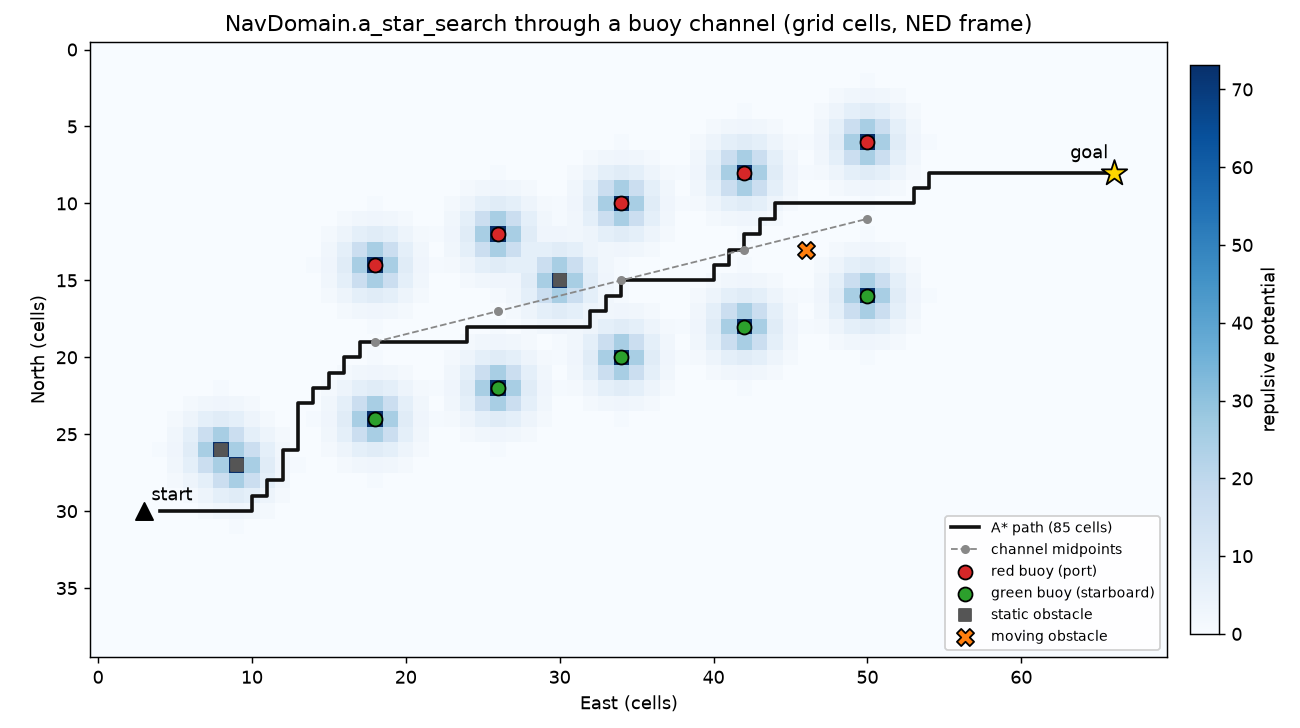 NavDomain.a_star_search through a buoy channel (grid cells, NED frame)
North (cells)
0
5
10
15
20
25
30
35
start
goal
A* path (85 cells)
channel midpoints
red buoy (port)
green buoy (starboard)
static obstacle
moving obstacle
0
10
20
30
40
50
60
East (cells)
70
60
50
40
30
20
10
0
repulsive potential